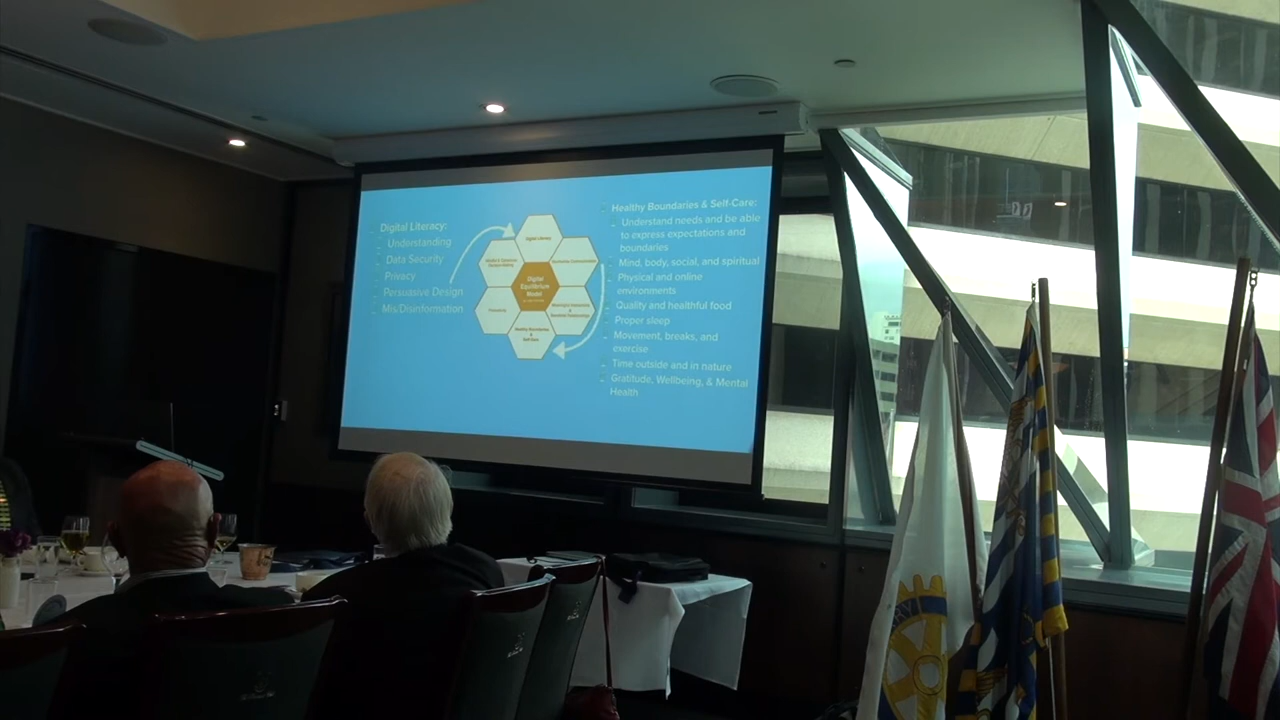 Digital Literacy:
Understanding
Data Security
Privacy
Persuasive Design
Mis/Disinformation
Digital Literacy
Digital
Equilibrium
Model
Healthy Boundaries
&
Self-Care
Healthy Boundaries & Self-Care:
Understand needs and be able
to express expectations and
boundaries
Mind, body, social, and spiritual
Physical and online
environments
Quality and healthful food
Proper sleep
Movement, breaks, and
exercise
Time outside and in nature
Gratitude, Wellbeing, & Mental
Health